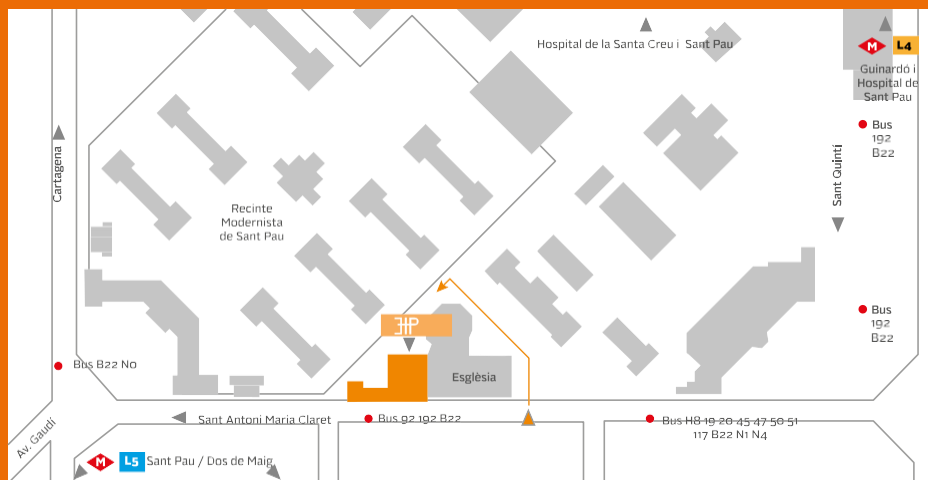 Hospital de la Santa Creu i Sant Pau
M L4
Guinardó i
Hospital de
Sant Pau
Bus
192
B22
Cartagena
Sant Quintí
Recinte
Modernista
de Sant Pau
Bus
192
B22
Església
Bus B22 N0
Sant Antoni Maria Claret
Bus 92 192 B22
Bus H8 19 20 45 47 50 51
117 B22 N1 N4
Av. Gaudí
M L5 Sant Pau / Dos de Maig